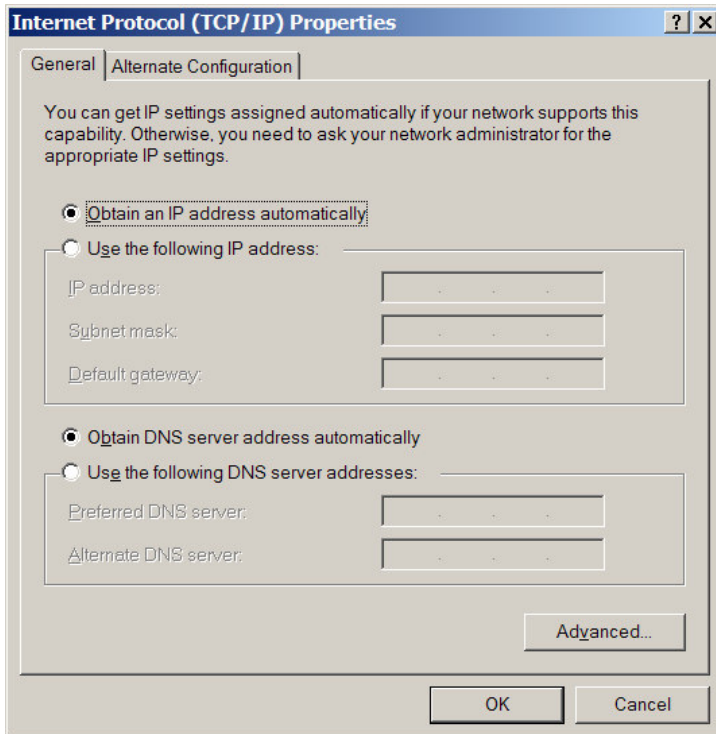 Internet Protocol (TCP/IP) Properties
General
Alternate Configuration
You can get IP settings assigned automatically if your network supports this
capability. Otherwise, you need to ask your network administrator for the
appropriate IP settings.
Obtain an IP address automatically
Use the following IP address:
IP address:
Subnet mask:
Default gateway:
Obtain DNS server address automatically
Use the following DNS server addresses:
Preferred DNS server:
Alternate DNS server:
Advanced...
OK
Cancel